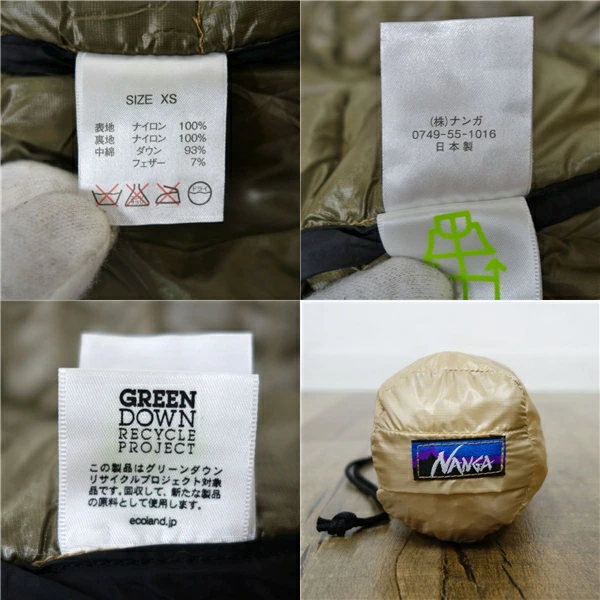 SIZE XS
表地 ナイロン 100%
裏地 ナイロン 100%
中綿 ダウン 93%
フェザー 7%
ドライ
(株)ナンガ
0749-55-1016
日本製
GREEN
DOWN
RECYCLE
PROJECT
この製品はグリーンダウン
リサイクルプロジェクト対象
品です。回収して、新たな製品
の原料として使用します。
ecoland.jp
NANGA